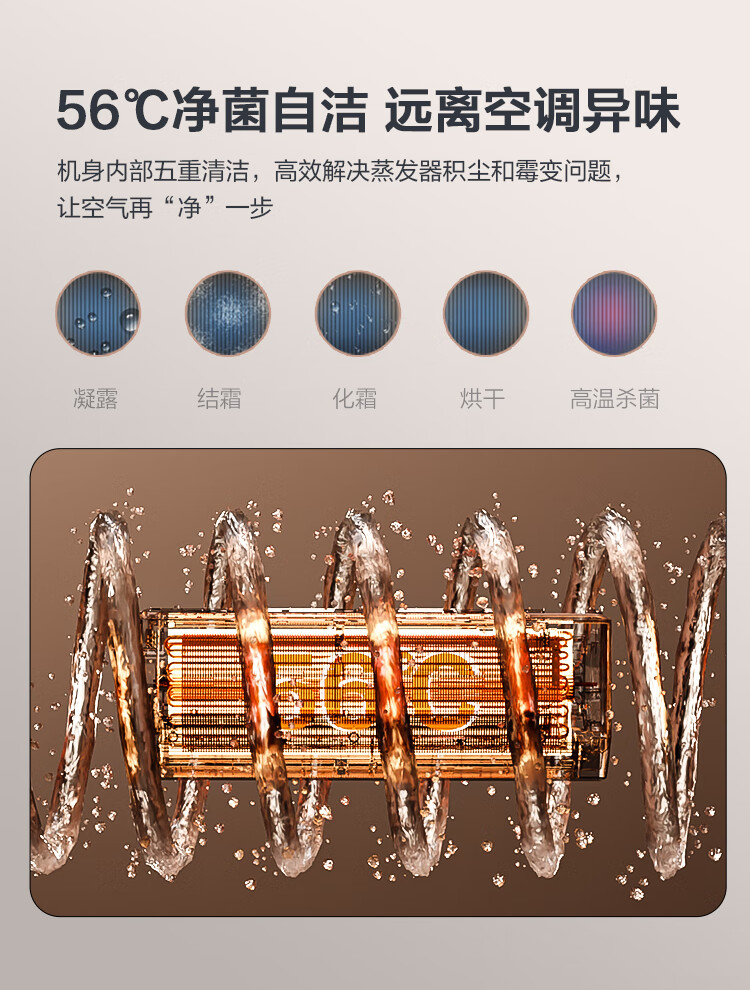 56℃净菌自洁 远离空调异味
机身内部五重清洁，高效解决蒸发器积尘和霉变问题，
让空气再“净”一步
凝露 结霜 化霜 烘干 高温杀菌
56℃